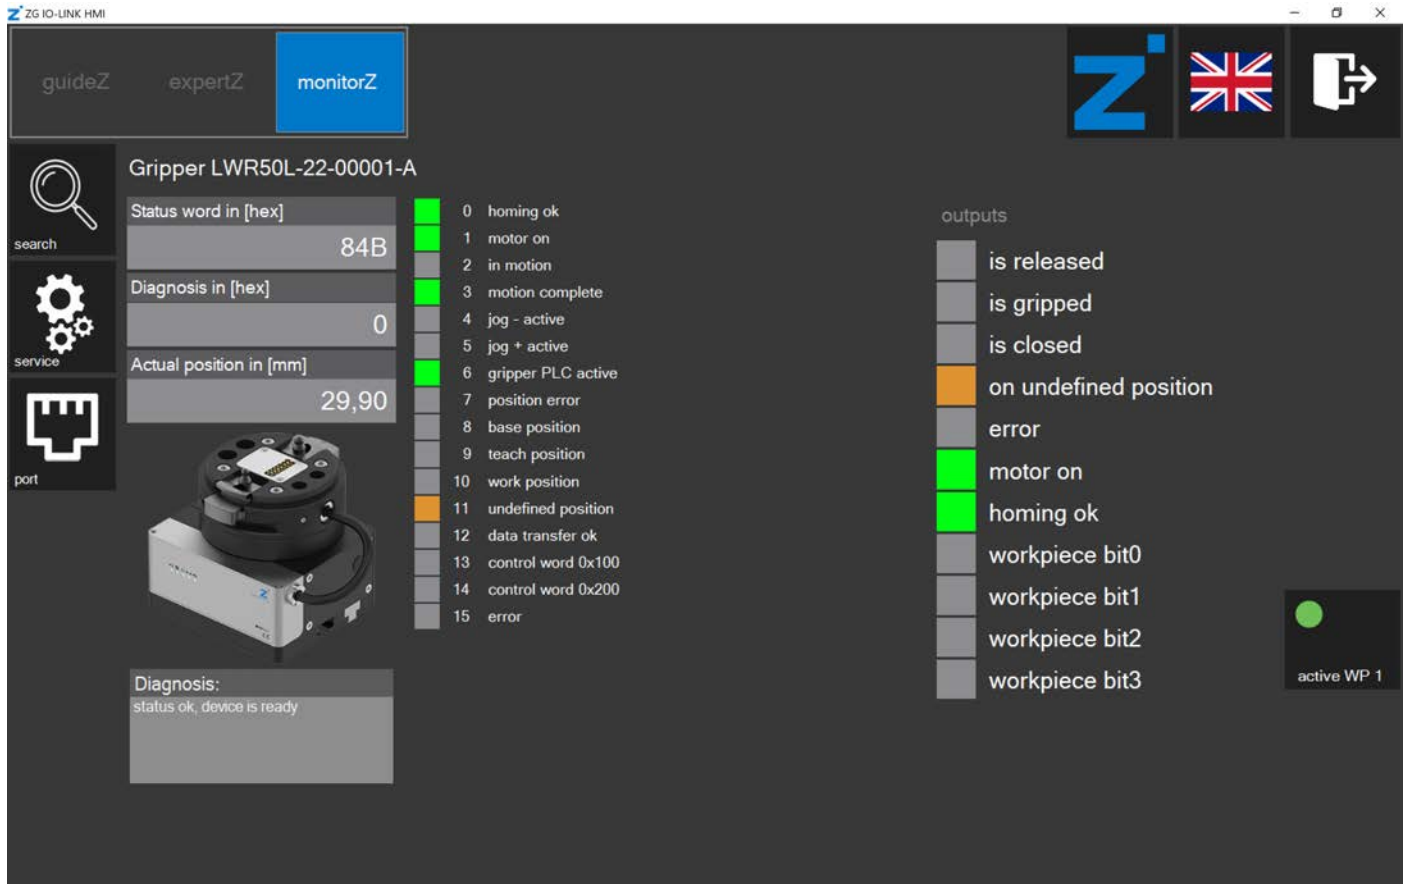 ZG IO-LINK HMI
guideZ
expertZ
monitorZ
search
service
port
Gripper LWR50L-22-00001-A
Status word in [hex]
84B
Diagnosis in [hex]
0
Actual position in [mm]
29,90
Diagnosis:
status ok, device is ready
0 homing ok
1 motor on
2 in motion
3 motion complete
4 jog - active
5 jog + active
6 gripper PLC active
7 position error
8 base position
9 teach position
10 work position
11 undefined position
12 data transfer ok
13 control word 0x100
14 control word 0x200
15 error
outputs
is released
is gripped
is closed
on undefined position
error
motor on
homing ok
workpiece bit0
workpiece bit1
workpiece bit2
workpiece bit3
active WP 1